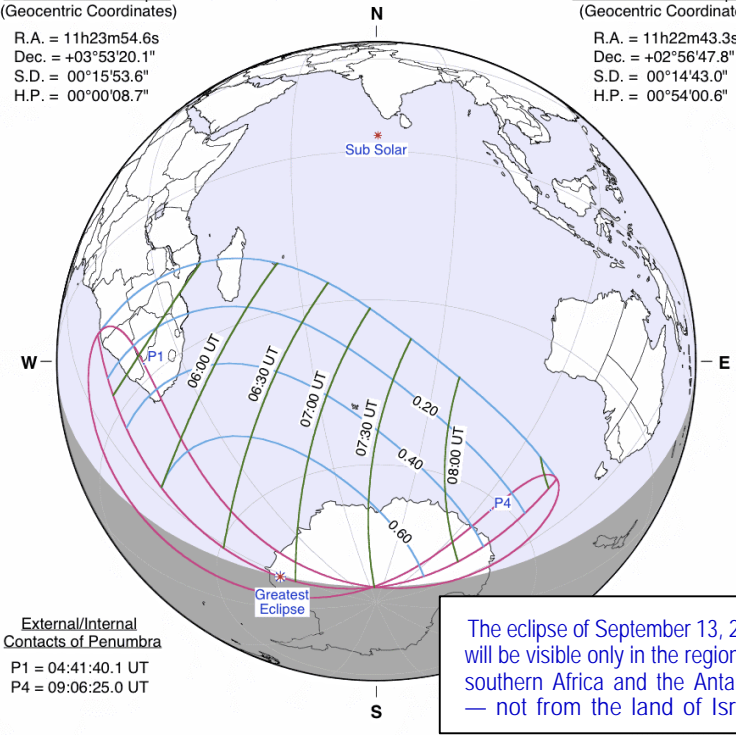 (Geocentric Coordinates)
R.A. = 11h23m54.6s
Dec. = +03°53'20.1"
S.D. = 00°15'53.6"
H.P. = 00°00'08.7"
N
(Geocentric
R.A. = 11h22m43.3s
Dec. = +02°56'47.8"
S.D. = 00°14'43.0"
H.P. = 00°54'00.6"
Sub Solar
W
E
P1
06:00 UT
06:30 UT
07:00 UT
07:30 UT
08:00 UT
0.20
0.40
0.60
P4
Greatest
Eclipse
External/Internal
Contacts of Penumbra
P1 = 04:41:40.1 UT
P4 = 09:06:25.0 UT
S
The eclipse of September 13,
will be visible only in the
southern Africa and the
— not from the land of